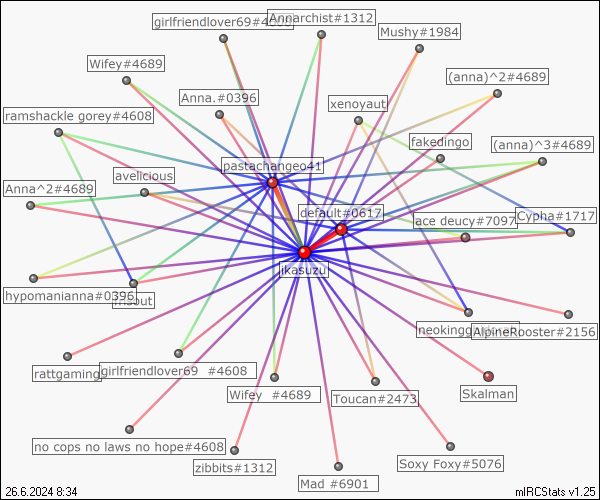 girlfriendlover69#4608
Annarchist#1312
Mushy#1984
Wifey#4689
(anna)^2#4689
Anna.#0396
xenoyaut
ramshackle gorey#4608
fakedingo
(anna)^3#4689
pastachangeo41
avelicious
Anna^2#4689
default#0617
ace deucy#7097
Cypha#1717
jikasuzu
hypomanianna#0396
neokingg
AlpineRooster#2156
rattgaming
girlfriendlover69 #4608
Wifey #4689
Toucan#2473
Skalman
no cops no laws no hope#4608
zibbits#1312
Soxy Foxy#5076
Mad #6901
26.6.2024 8:34
mIRCStats v1.25